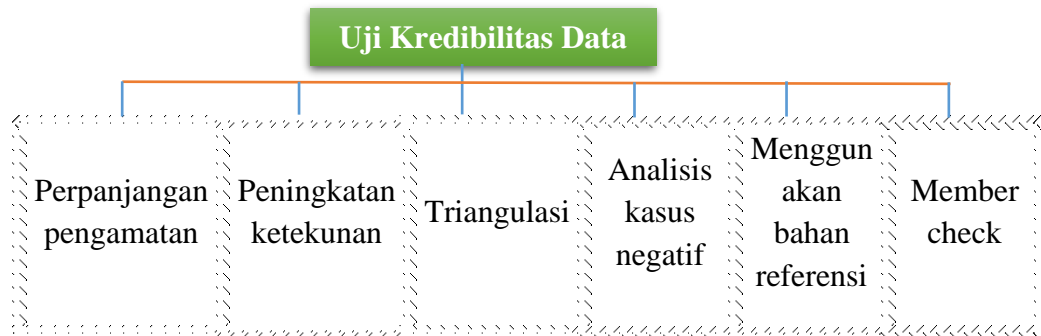 Uji Kredibilitas Data
Perpanjangan
pengamatan
Peningkatan
ketekunan
Triangulasi
Analisis
kasus
negatif
Menggun
akan
bahan
referensi
Member
check